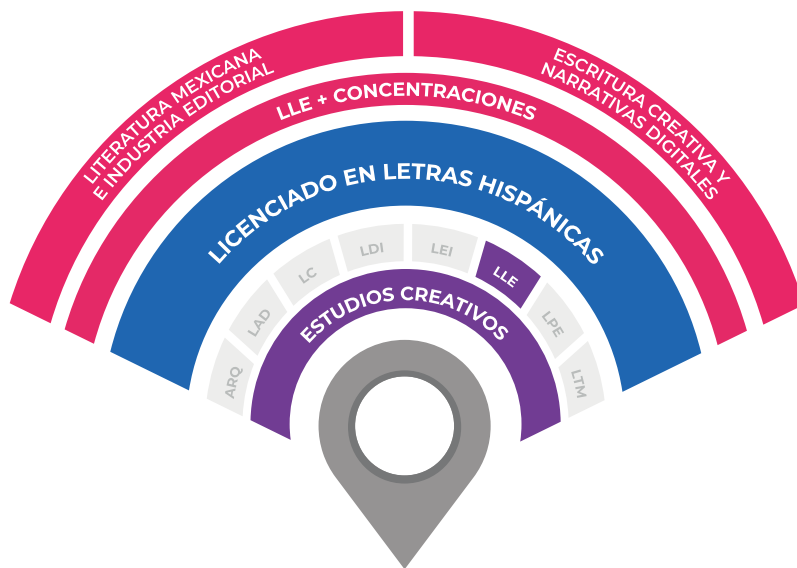 LITERATURA MEXICANA
E INDUSTRIA EDITORIAL
ESCRITURA CREATIVA Y
NARRATIVAS DIGITALES
LLE + CONCENTRACIONES
LICENCIADO EN LETRAS HISPÁNICAS
ARQ
LAD
LC
LDI
LEI
LLE
LPE
LTM
ESTUDIOS CREATIVOS